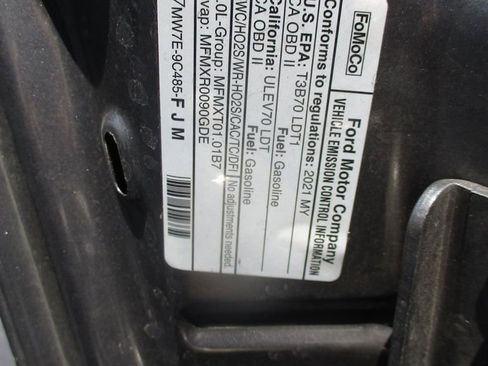 FoMoCo
Ford Motor Company
VEHICLE EMISSION CONTROL INFORMATION
Conforms to regulations: 2021 MY
U.S. EPA: T3B70 LDT1
CA OBD II Fuel: Gasoline
California: ULEV70 LDT
CA OBD II Fuel: Gasoline
WC/HO2S/WR-HO2S/CAC/TC/DFI No adjustments needed.
.0L-Group: MFMXT01.01B7
vap: MFMXR0090GDE
7MW7E-9C485-FJM